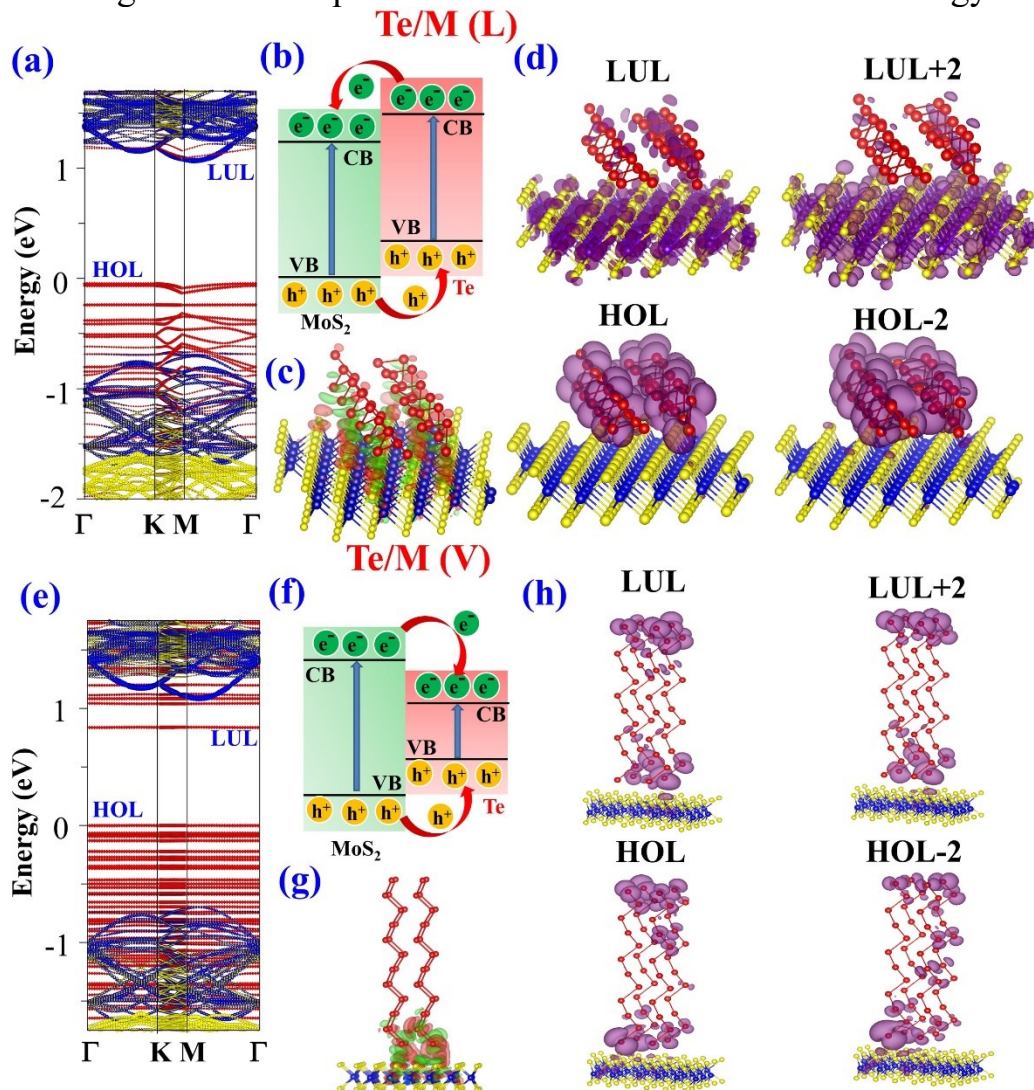 Te/M (L)
(a)
Energy (eV)
1
0
-1
-2
LUL
HOL
Γ K M Γ
(b)
e⁻
e⁻ e⁻ e⁻
e⁻ e⁻ e⁻
CB
CB
VB
VB
h⁺ h⁺ h⁺
h⁺ h⁺ h⁺
h⁺
Te
MoS₂
(c)
(d)
LUL LUL+2
HOL HOL-2
Te/M (V)
(e)
Energy (eV)
1
0
-1
LUL
HOL
Γ K M Γ
(f)
e⁻
e⁻ e⁻ e⁻
e⁻ e⁻ e⁻
CB
CB
VB
VB
h⁺ h⁺ h⁺
h⁺ h⁺ h⁺
h⁺
Te
MoS₂
(g)
(h)
LUL LUL+2
HOL HOL-2